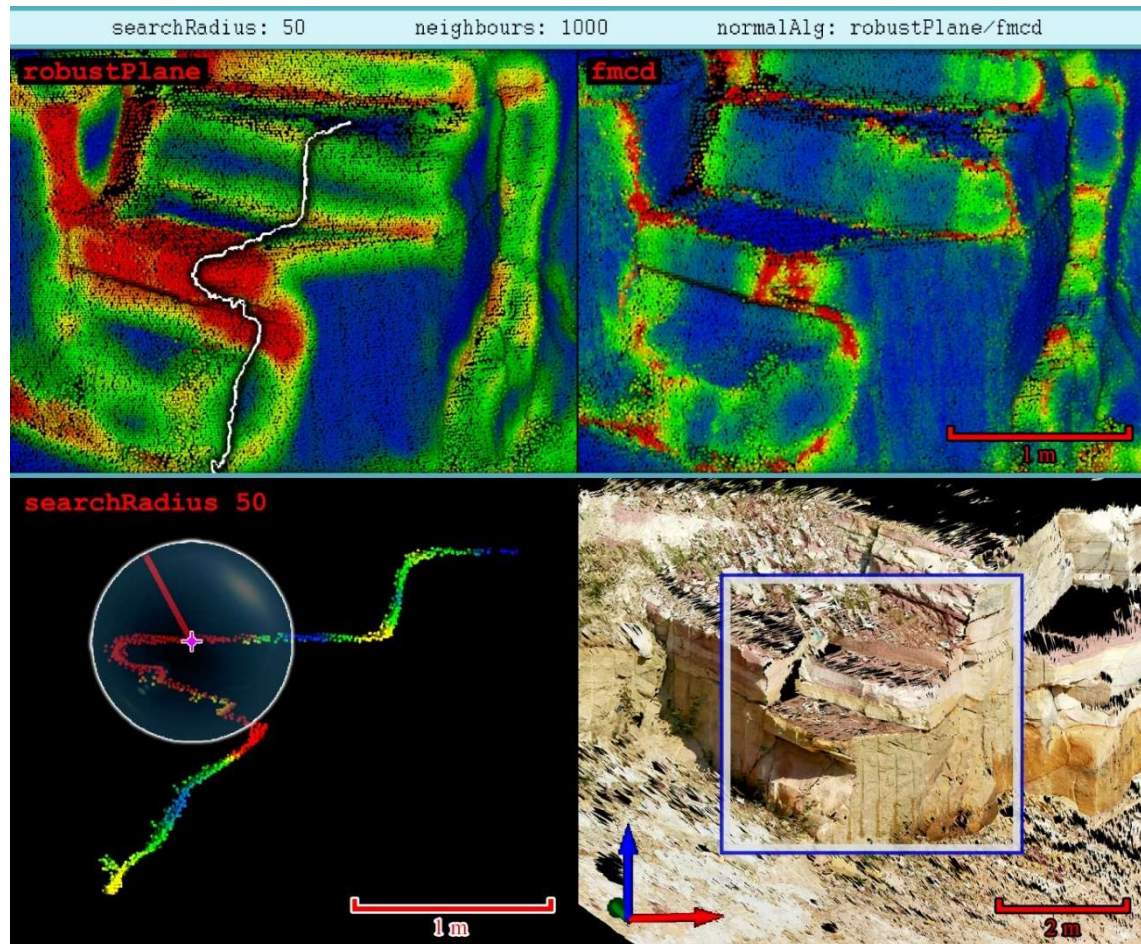 searchRadius: 50 neighbours: 1000 normalAlg: robustPlane/fmcd
robustPlane
fmcd
1 m
searchRadius 50
1 m
2 m